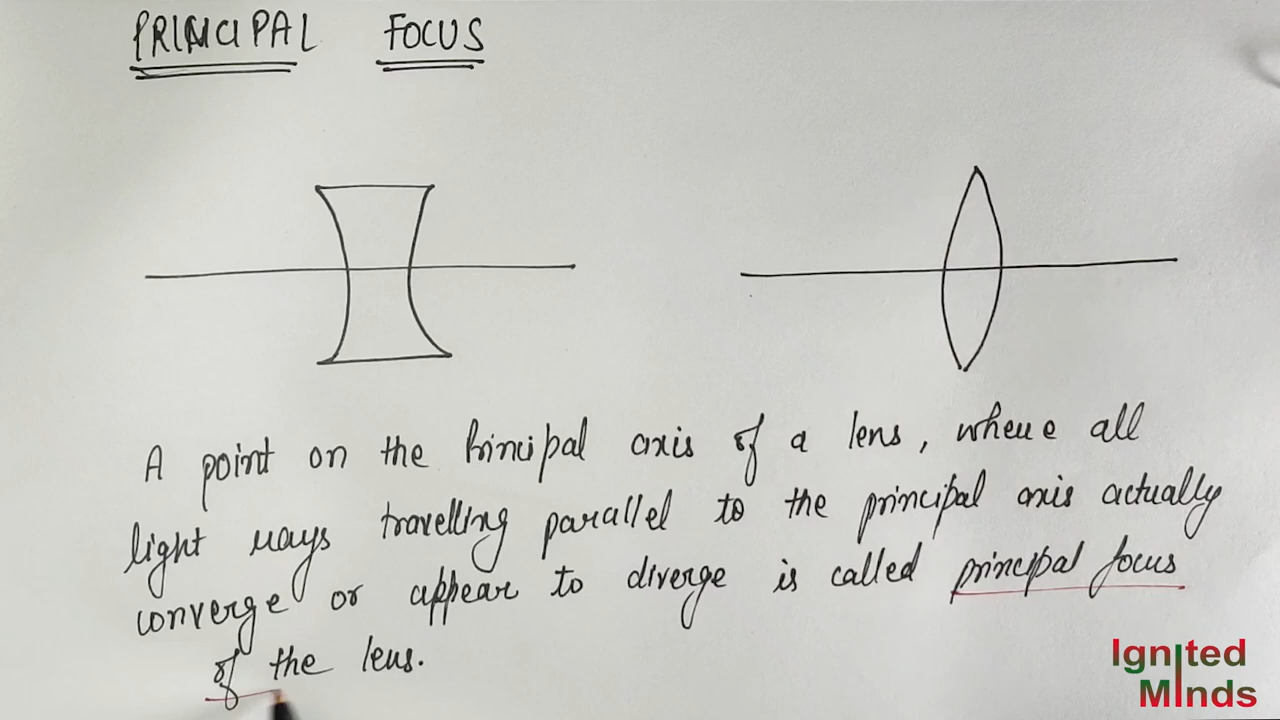 PRINCIPAL FOCUS
A point on the principal axis of a lens, where all
light rays travelling parallel to the principal axis actually
converge or appear to diverge is called principal focus
of the lens.
Ignited
Minds